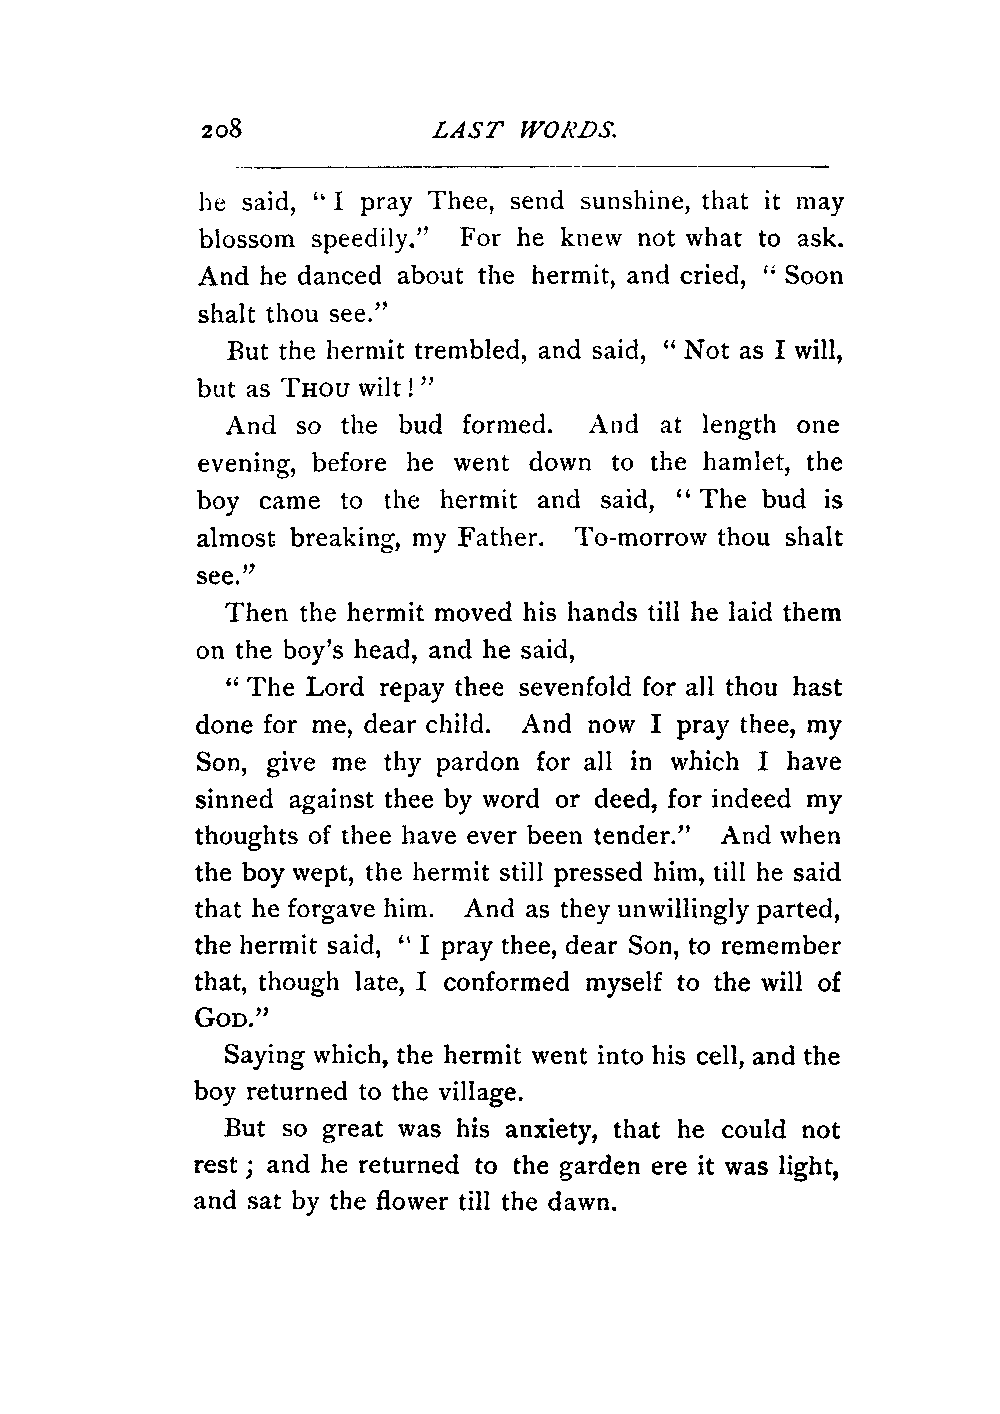 208 LAST WORDS.
he said, “ I pray Thee, send sunshine, that it may
blossom speedily.” For he knew not what to ask.
And he danced about the hermit, and cried, “ Soon
shalt thou see.”
But the hermit trembled, and said, “ Not as I will,
but as THOU wilt ! ”
And so the bud formed. And at length one
evening, before he went down to the hamlet, the
boy came to the hermit and said, “ The bud is
almost breaking, my Father. To-morrow thou shalt
see.”
Then the hermit moved his hands till he laid them
on the boy’s head, and he said,
“ The Lord repay thee sevenfold for all thou hast
done for me, dear child. And now I pray thee, my
Son, give me thy pardon for all in which I have
sinned against thee by word or deed, for indeed my
thoughts of thee have ever been tender.” And when
the boy wept, the hermit still pressed him, till he said
that he forgave him. And as they unwillingly parted,
the hermit said, “ I pray thee, dear Son, to remember
that, though late, I conformed myself to the will of
GOD.”
Saying which, the hermit went into his cell, and the
boy returned to the village.
But so great was his anxiety, that he could not
rest ; and he returned to the garden ere it was light,
and sat by the flower till the dawn.